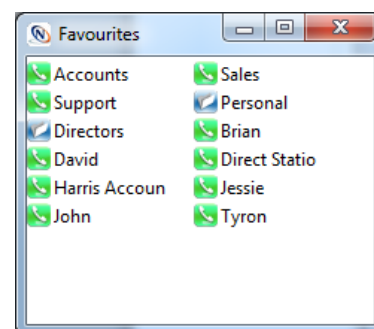 Favourites
Accounts
Sales
Support
Personal
Directors
Brian
David
Direct Statio
Harris Accoun
Jessie
John
Tyron